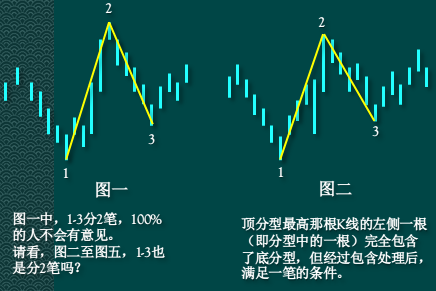 2
2
3
3
1
1
图一
图二
图一中，1-3分2笔，100%
的人不会有意见。
请看，图二至图五，1-3也
是分2笔吗？
顶分型最高那根K线的左侧一根
（即分型中的一根）完全包含
了底分型，但经过包含处理后，
满足一笔的条件。